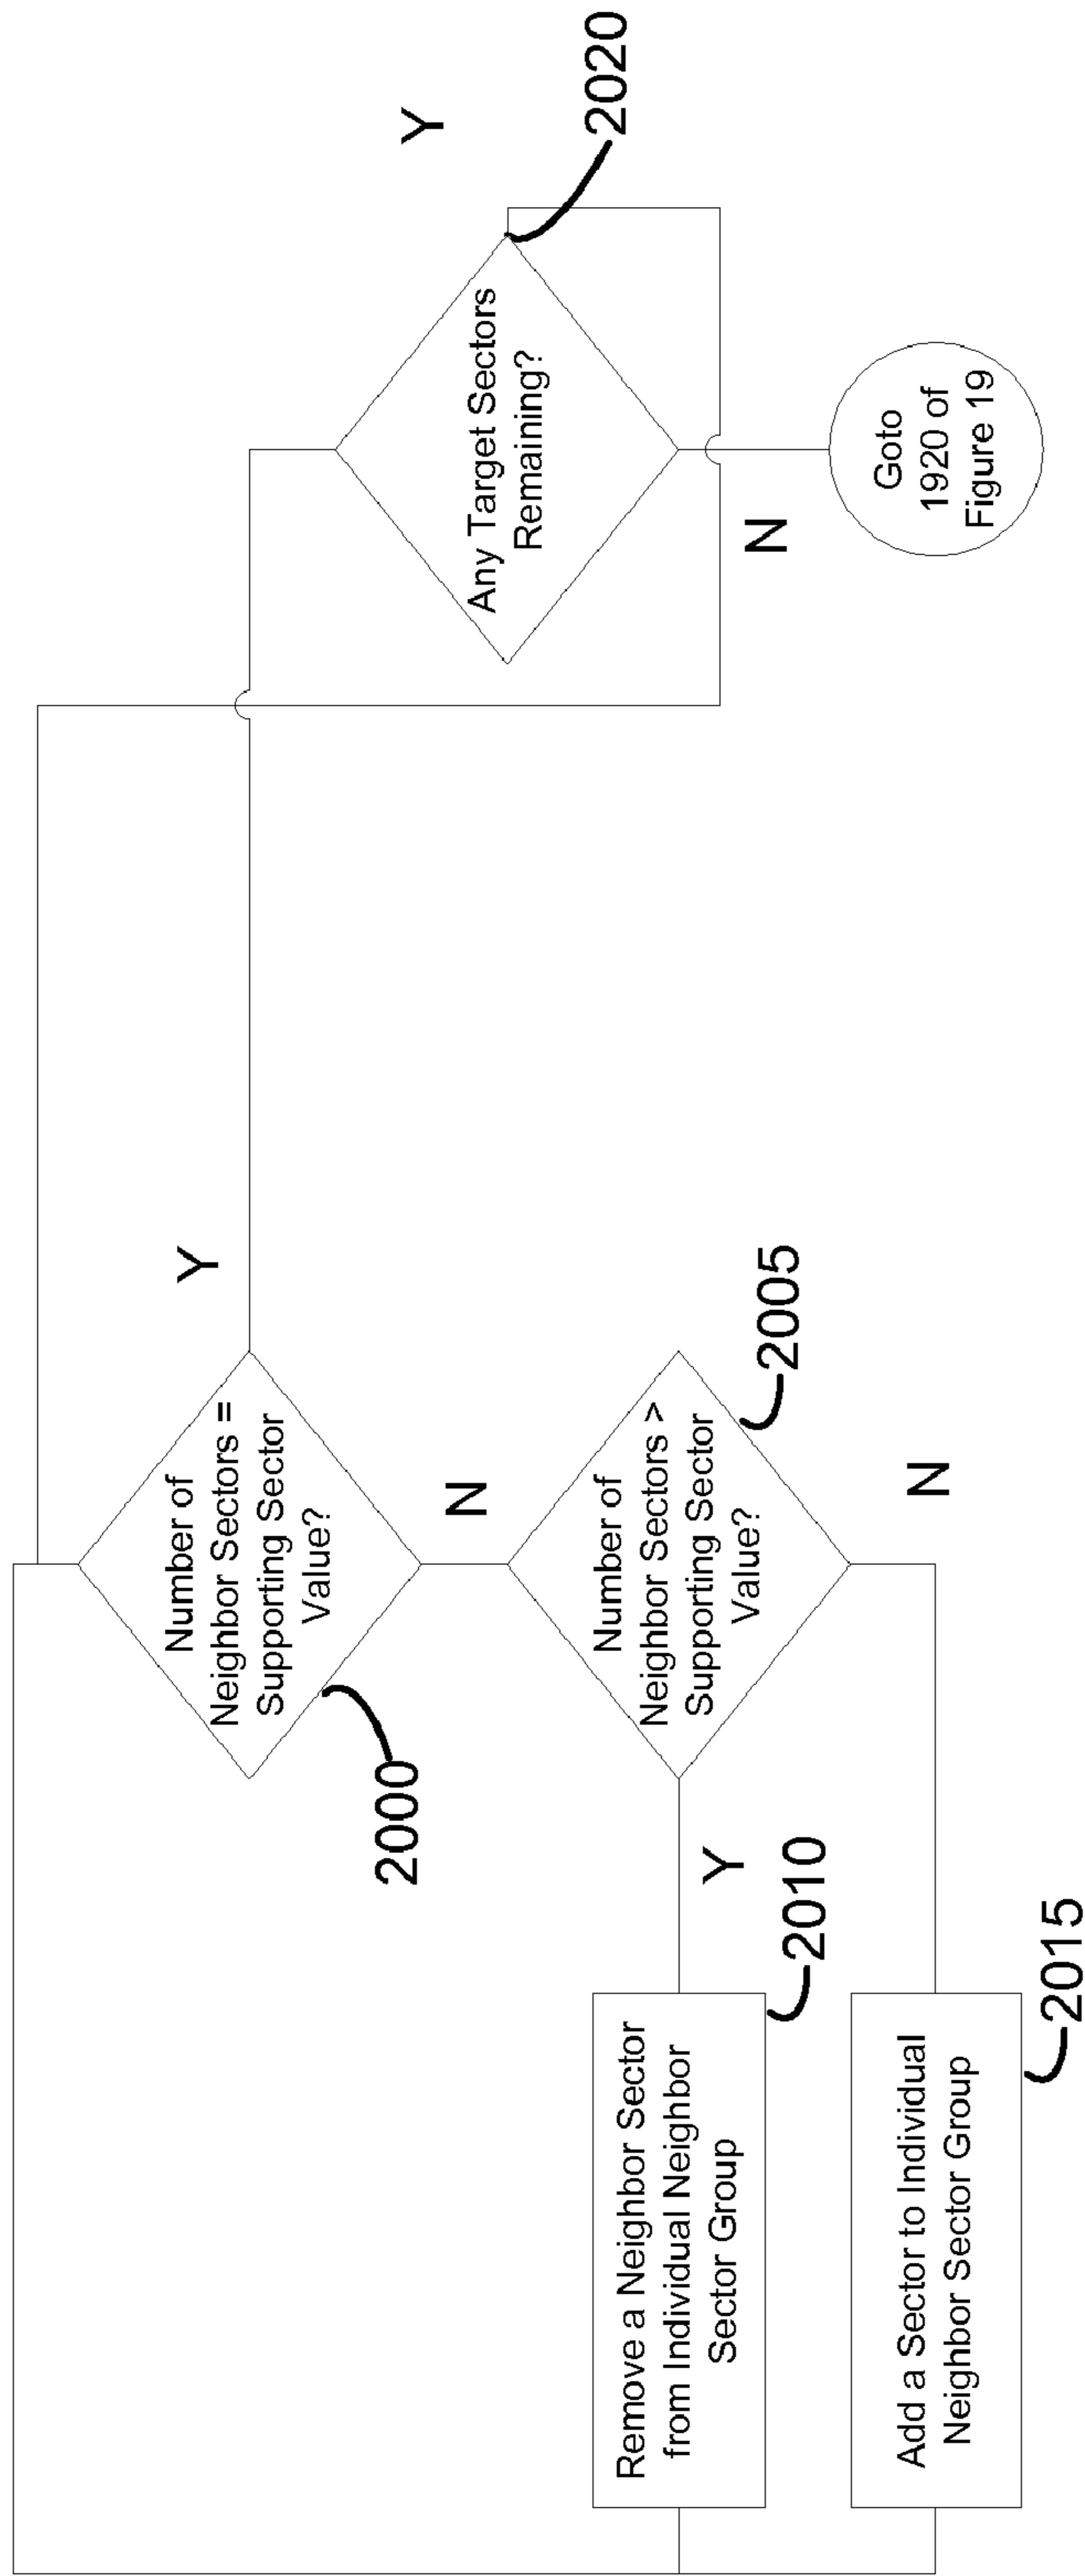 Number of
Neighbor Sectors =
Supporting Sector
Value?
2000
Y
N
Number of
Neighbor Sectors >
Supporting Sector
Value?
2005
Y
N
Remove a Neighbor Sector
from Individual Neighbor
Sector Group
2010
Add a Sector to Individual
Neighbor Sector Group
2015
Any Target Sectors
Remaining?
2020
Y
N
Goto
1920 of
Figure 19